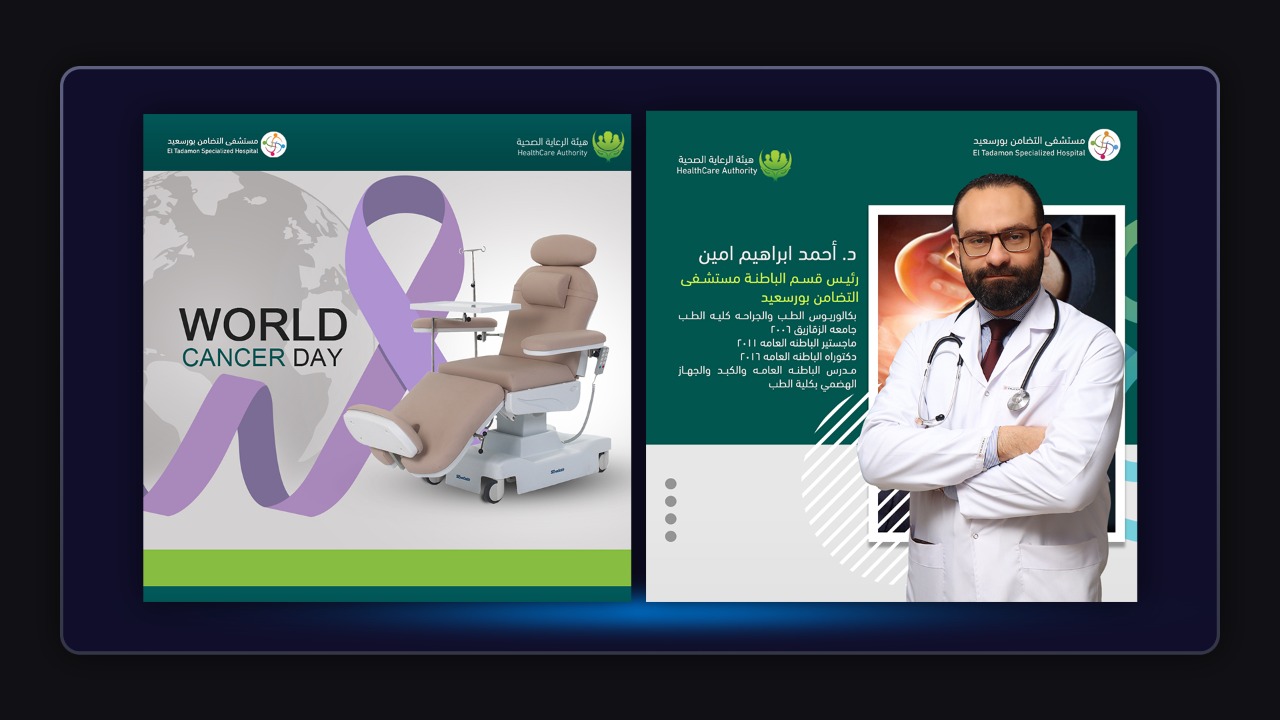 مستشفى التضامن بورسعيد
El Tadamon Specialized Hospital
هيئة الرعاية الصحية
HealthCare Authority
WORLD
CANCER DAY
مستشفى التضامن بورسعيد
El Tadamon Specialized Hospital
هيئة الرعاية الصحية
HealthCare Authority
د. أحمد ابراهيم امين
رئيس قسم الباطنة مستشفى
التضامن بورسعيد
بكالوريوس الطب والجراحه كليه الطب
جامعه الزقازيق ٢٠٠٦
ماجستير الباطنه العامه ٢٠١١
دكتوراه الباطنه العامه ٢٠١٦
مدرس الباطنه العامه والكبد والجهاز
الهضمي بكلية الطب